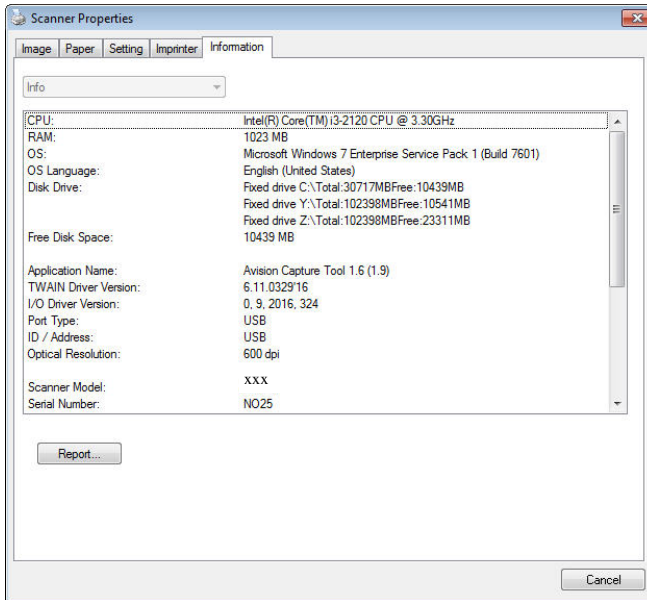 Scanner Properties
Image Paper Setting Imprinter Information
Info
CPU: Intel(R) Core(TM) i3-2120 CPU @ 3.30GHz
RAM: 1023 MB
OS: Microsoft Windows 7 Enterprise Service Pack 1 (Build 7601)
OS Language: English (United States)
Disk Drive: Fixed drive C:\Total:30717MBFree:10439MB
Fixed drive Y:\Total:102398MBFree:10541MB
Fixed drive Z:\Total:102398MBFree:23311MB
Free Disk Space: 10439 MB
Application Name: Avision Capture Tool 1.6 (1.9)
TWAIN Driver Version: 6.11.0329'16
I/O Driver Version: 0, 9, 2016, 324
Port Type: USB
ID / Address: USB
Optical Resolution: 600 dpi
Scanner Model: xxx
Serial Number: NO25
Report...
Cancel